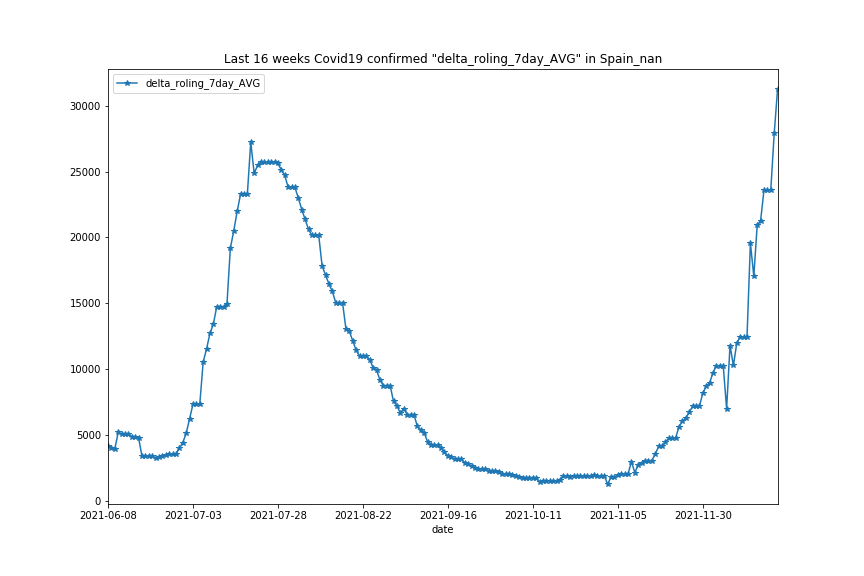 Last 16 weeks Covid19 confirmed "delta_roling_7day_AVG" in Spain_nan
delta_roling_7day_AVG
30000
25000
20000
15000
10000
5000
0
2021-06-08 2021-07-03 2021-07-28 2021-08-22 2021-09-16 2021-10-11 2021-11-05 2021-11-30
date